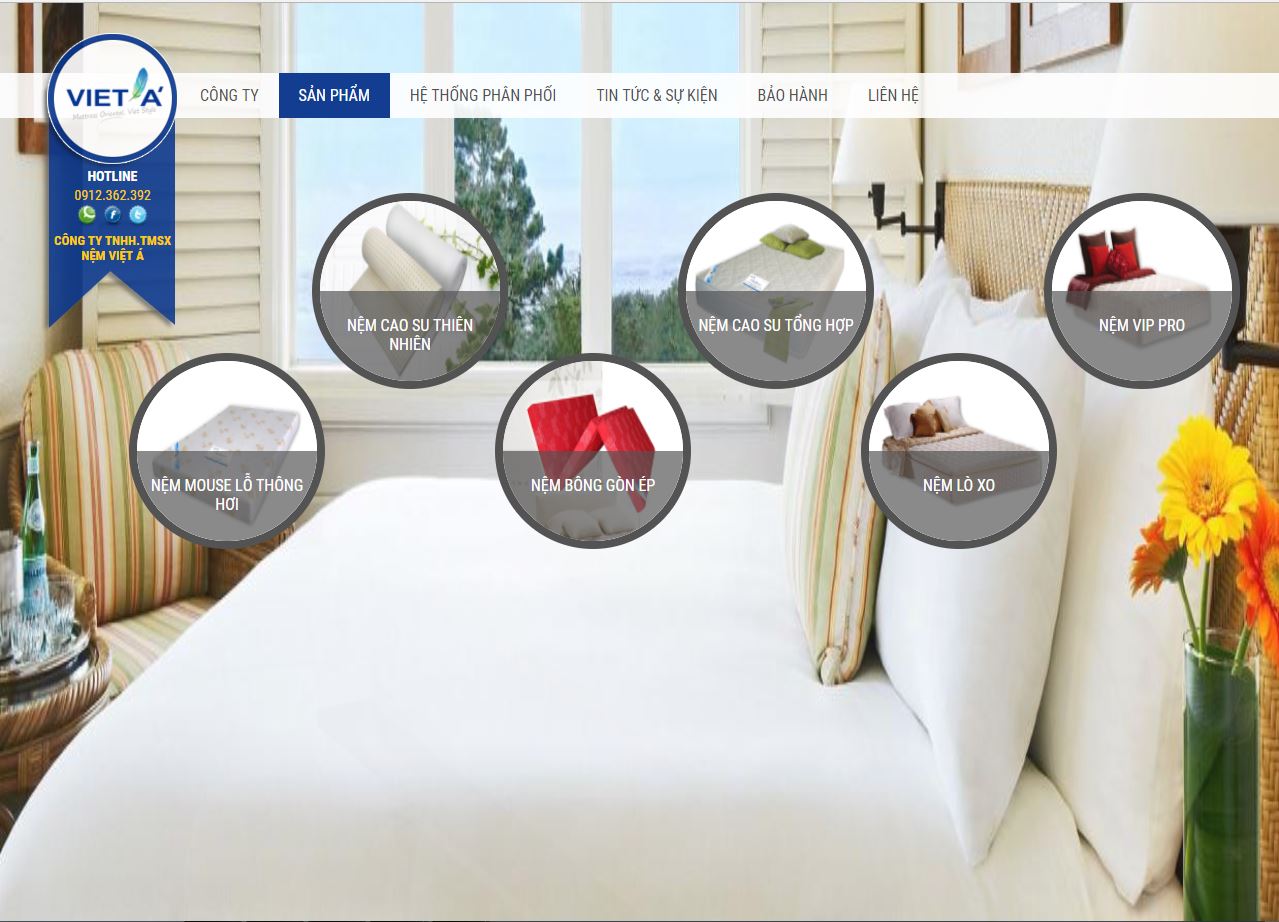 VIET Á
Mattress Oriental, Viet Style
CÔNG TY
SẢN PHẨM
HỆ THỐNG PHÂN PHỐI
TIN TỨC & SỰ KIỆN
BẢO HÀNH
LIÊN HỆ
HOTLINE
0912.362.392
CÔNG TY TNHH.TMSX
NỆM VIỆT Á
NỆM CAO SU THIÊN
NHIÊN
NỆM CAO SU TỔNG HỢP
NỆM VIP PRO
NỆM MOUSE LỖ THÔNG
HƠI
NỆM BÔNG GÒN ÉP
NỆM LÒ XO